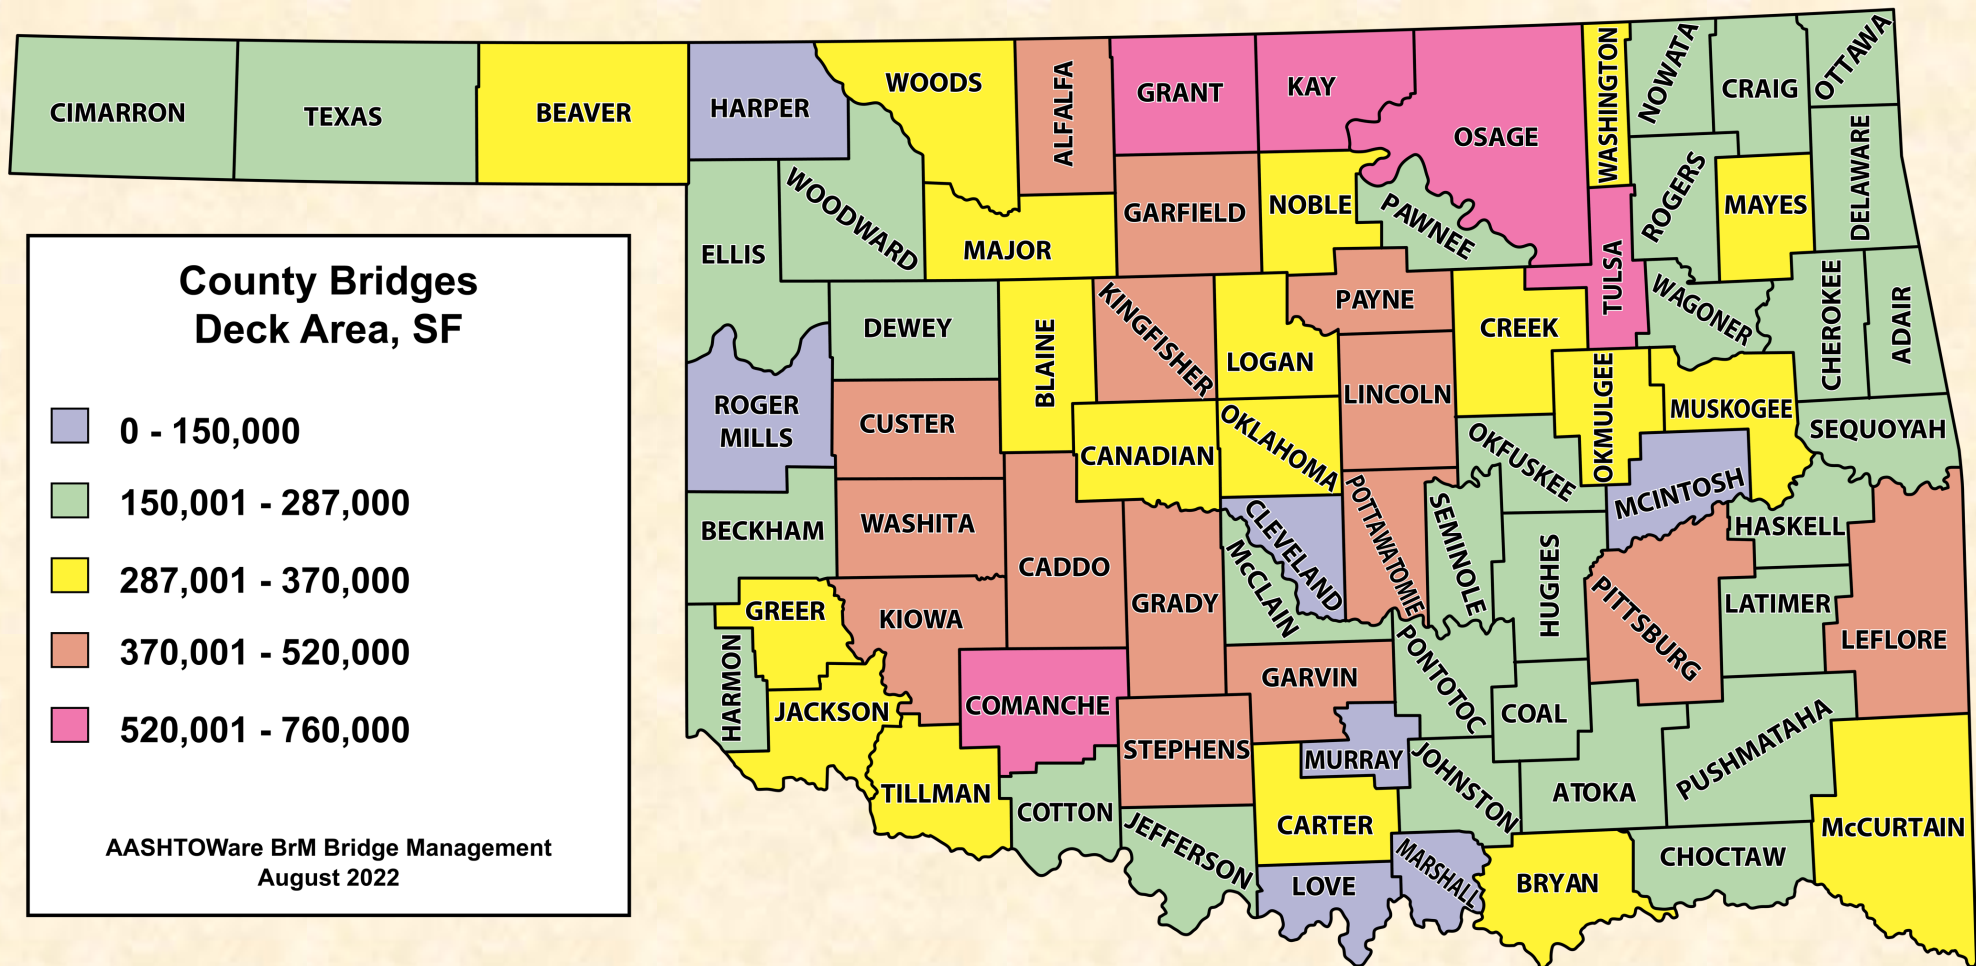 County Bridges
Deck Area, SF
0 - 150,000
150,001 - 287,000
287,001 - 370,000
370,001 - 520,000
520,001 - 760,000
AASHTOWare BrM Bridge Management
August 2022
CIMARRON
TEXAS
BEAVER
HARPER
WOODS
ALFALFA
GRANT
KAY
OSAGE
WASHINGTON
NOWATA
CRAIG
OTTAWA
ELLIS
WOODWARD
MAJOR
GARFIELD
NOBLE
PAWNEE
TULSA
ROGERS
MAYES
DELAWARE
DEWEY
BLAINE
KINGFISHER
LOGAN
PAYNE
CREEK
WAGONER
CHEROKEE
ADAIR
ROGER
MILLS
CUSTER
CANADIAN
OKLAHOMA
LINCOLN
OKMULGEE
MUSKOGEE
SEQUOYAH
BECKHAM
WASHITA
CADDO
GRADY
McCLAIN
CLEVELAND
POTTAWATOMIE
SEMINOLE
OKFUSKEE
HUGHES
MCINTOSH
HASKELL
PITTSBURG
LATIMER
LEFLORE
HARMON
GREER
KIOWA
JACKSON
TILLMAN
COMANCHE
COTTON
STEPHENS
JEFFERSON
GARVIN
MURRAY
CARTER
LOVE
PONTOTOC
JOHNSTON
MARSHALL
COAL
ATOKA
BRYAN
PUSHMATAHA
CHOCTAW
McCURTAIN